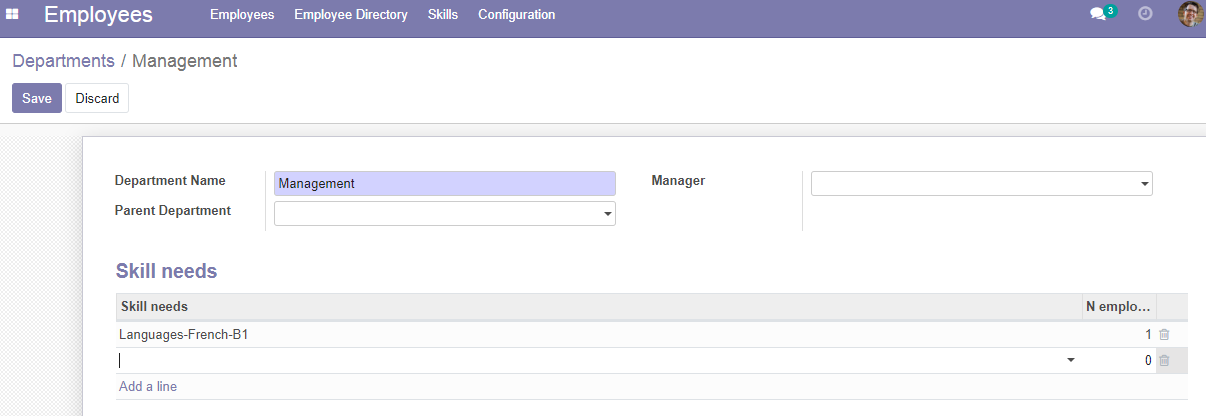 Employees Employees Employee Directory Skills Configuration 3
Departments / Management
Save Discard
Department Name Management Manager
Parent Department
Skill needs
Skill needs N emplo...
Languages-French-B1 1
0
Add a line